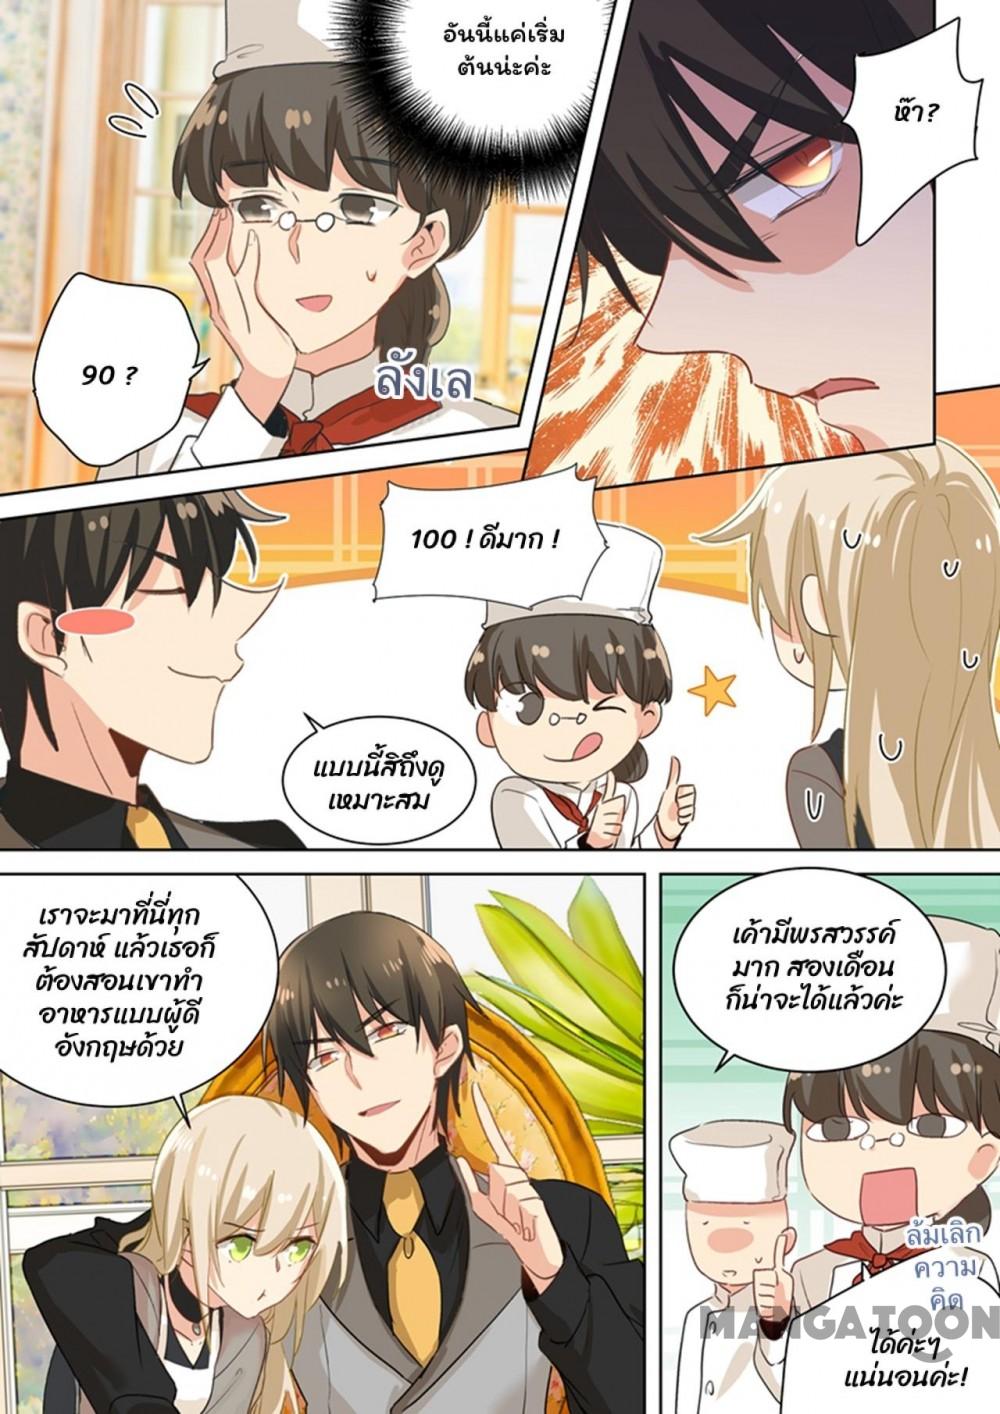 อันนี้แค่เริ่ม
ต้นน่ะค่ะ
ห๊า?
90 ?
ลังเล
100 ! ดีมาก !
แบบนี้สิถึงดู
เหมาะสม
เราจะมาที่นี่ทุก
สัปดาห์ แล้วเธอก็
ต้องสอนเขาทำ
อาหารแบบผู้ดี
อังกฤษด้วย
เค้ามีพรสวรรค์
มาก สองเดือน
ก็น่าจะได้แล้วค่ะ
ล้มเลิก
ความ
คิด
ได้ค่ะๆ
แน่นอนค่ะ!
MANGATOON